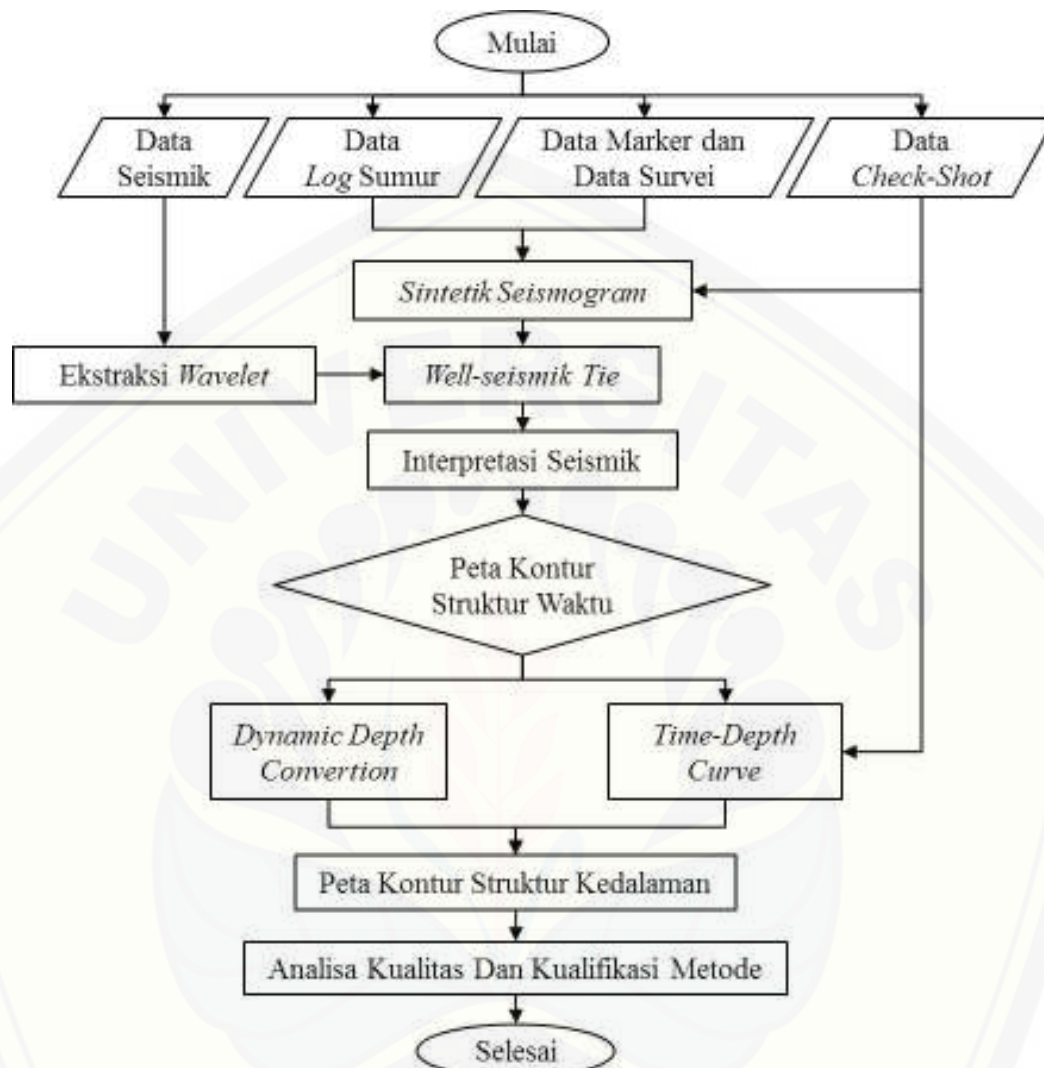 Mulai
Data
Seismik
Data
Log Sumur
Data Marker dan
Data Survei
Data
Check-Shot
Sintetik Seismogram
Ekstraksi Wavelet
Well-seismik Tie
Interpretasi Seismik
Peta Kontur
Struktur Waktu
Dynamic Depth
Convertion
Time-Depth
Curve
Peta Kontur Struktur Kedalaman
Analisa Kualitas Dan Kualifikasi Metode
Selesai
UNIVERSITAS